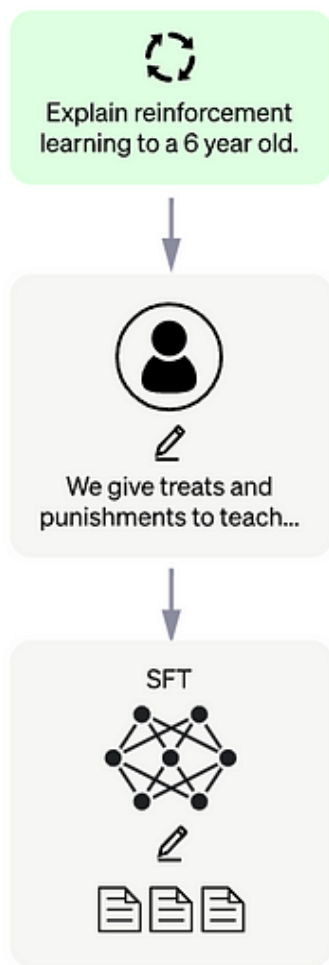 Explain reinforcement
learning to a 6 year old.
We give treats and
punishments to teach...
SFT